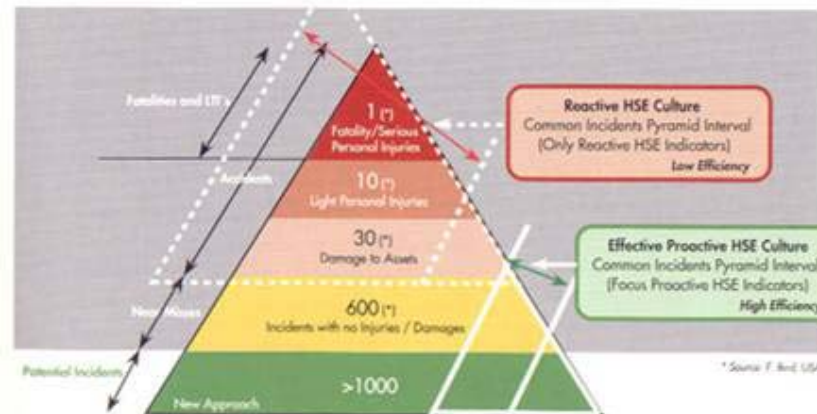 Fatalities and LTI's
Accidents
Near Misses
Potential Incidents
1 (*)
Fatality/Serious
Personal Injuries
10 (*)
Light Personal Injuries
30 (*)
Damage to Assets
600 (*)
Incidents with no Injuries / Damages
>1000
New Approach
Reactive HSE Culture
Common Incidents Pyramid Interval
(Only Reactive HSE Indicators)
Low Efficiency
Effective Proactive HSE Culture
Common Incidents Pyramid Interval
(Focus Proactive HSE Indicators)
High Efficiency
* Source: F. Bird, USA